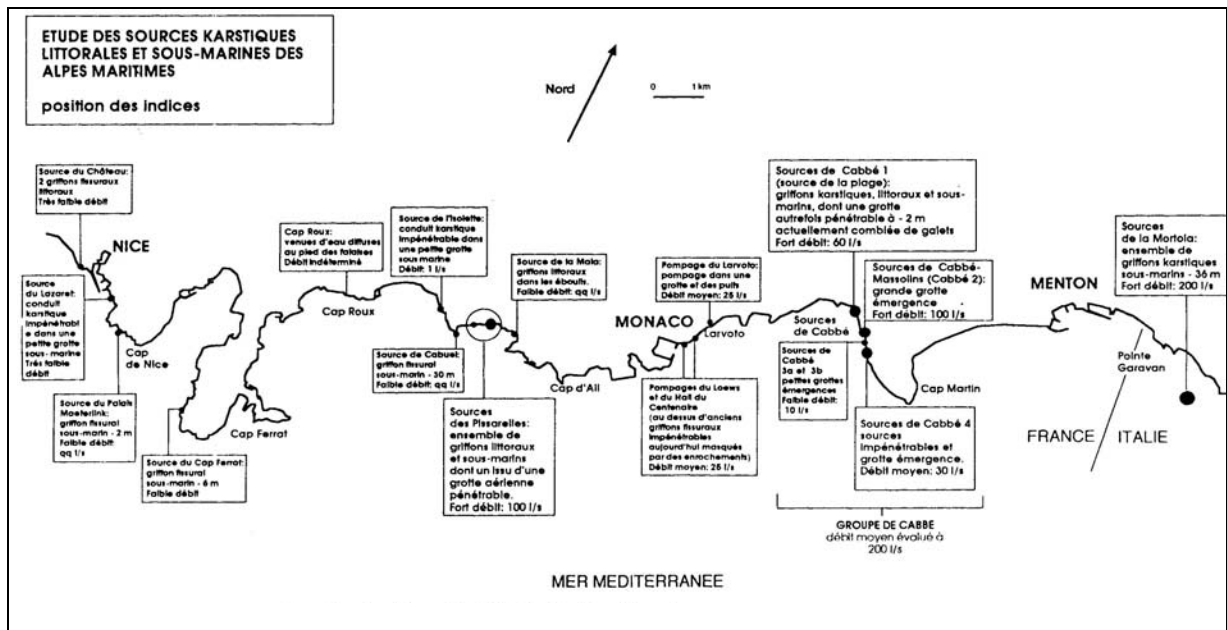 ETUDE DES SOURCES KARSTIQUES
LITTORALES ET SOUS-MARINES DES
ALPES MARITIMES
position des indices
Nord
0 1 km
Source du Château:
2 griffons fissuraux
littoraux
Très faible débit
NICE
Source
du Lazaret:
conduit
karstique
impénétrabl
e dans une
petite grotte
sous-marine
Très faible
débit
Cap
de Nice
Source du Palais
Maeterlink:
griffon fissural
sous-marin - 2 m
Faible débit:
qq l/s
Source du Cap Ferrat:
griffon fissural
sous-marin - 6 m
Faible débit
Cap Ferrat
Cap Roux:
venues d'eau diffuses
au pied des falaises
Débit indéterminé
Cap Roux
Source de l'Isolette:
conduit karstique
impénétrable dans
une petite grotte
sous marine
Débit: 1 l/s
Source de Cabuel:
griffon fissural
sous-marin - 30 m
Faible débit: qq l/s
Source de la Mala:
griffons littoraux
dans les éboulis.
Faible débit: qq l/s
Sources
des Pissarelles:
ensemble de
griffons littoraux
et sous-marins
dont un issu d'une
grotte aérienne
pénétrable.
Fort débit: 100 l/s
Cap d'Ail
MONACO
Pompage du Larvoto:
pompage dans une
grotte et des puits
Débit moyen: 25 l/s
Larvoto
Pompages du Loews
et du Hall du
Centenaire
(au dessus d'anciens
griffons fissuraux
impénétrables
aujourd'hui masqués
par des enrochements)
Débit moyen: 25 l/s
Sources de Cabbé 1
(source de la plage):
griffons karstiques, littoraux et sous-
marins, dont une grotte
autrefois pénétrable à - 2 m
actuellement comblée de galets
Fort débit: 60 l/s
Sources de Cabbé-
Massolins (Cabbé 2):
grande grotte
émergence
Fort débit: 100 l/s
Sources
de Cabbé
Sources
de Cabbé
3a et 3b
petites grottes
émergences
Faible débit:
10 l/s
Cap Martin
Sources de Cabbé 4
sources
impénétrables et
grotte émergence.
Débit moyen: 30 l/s
GROUPE DE CABBE
débit moyen évalué à
200 l/s
MENTON
Sources
de la Mortola:
ensemble de
griffons karstiques
sous-marins - 36 m
Fort débit: 200 l/s
Pointe
Garavan
FRANCE / ITALIE
MER MEDITERRANEE